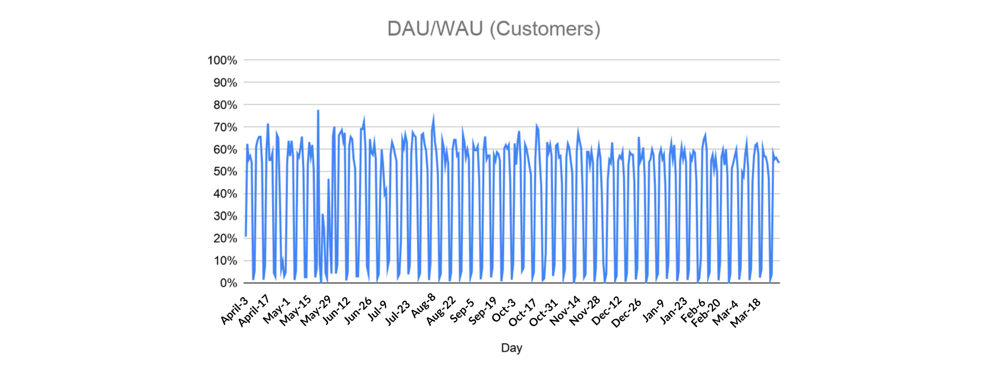 DAU/WAU (Customers)
100%
90%
80%
70%
60%
50%
40%
30%
20%
10%
0%
April-3
April-17
May-1
May-15
May-29
Jun-12
Jun-26
Jul-9
Jul-23
Aug-8
Aug-22
Sep-5
Sep-19
Oct-3
Oct-17
Oct-31
Nov-14
Nov-28
Dec-12
Dec-26
Jan-9
Jan-23
Feb-6
Feb-20
Mar-4
Mar-18
Day